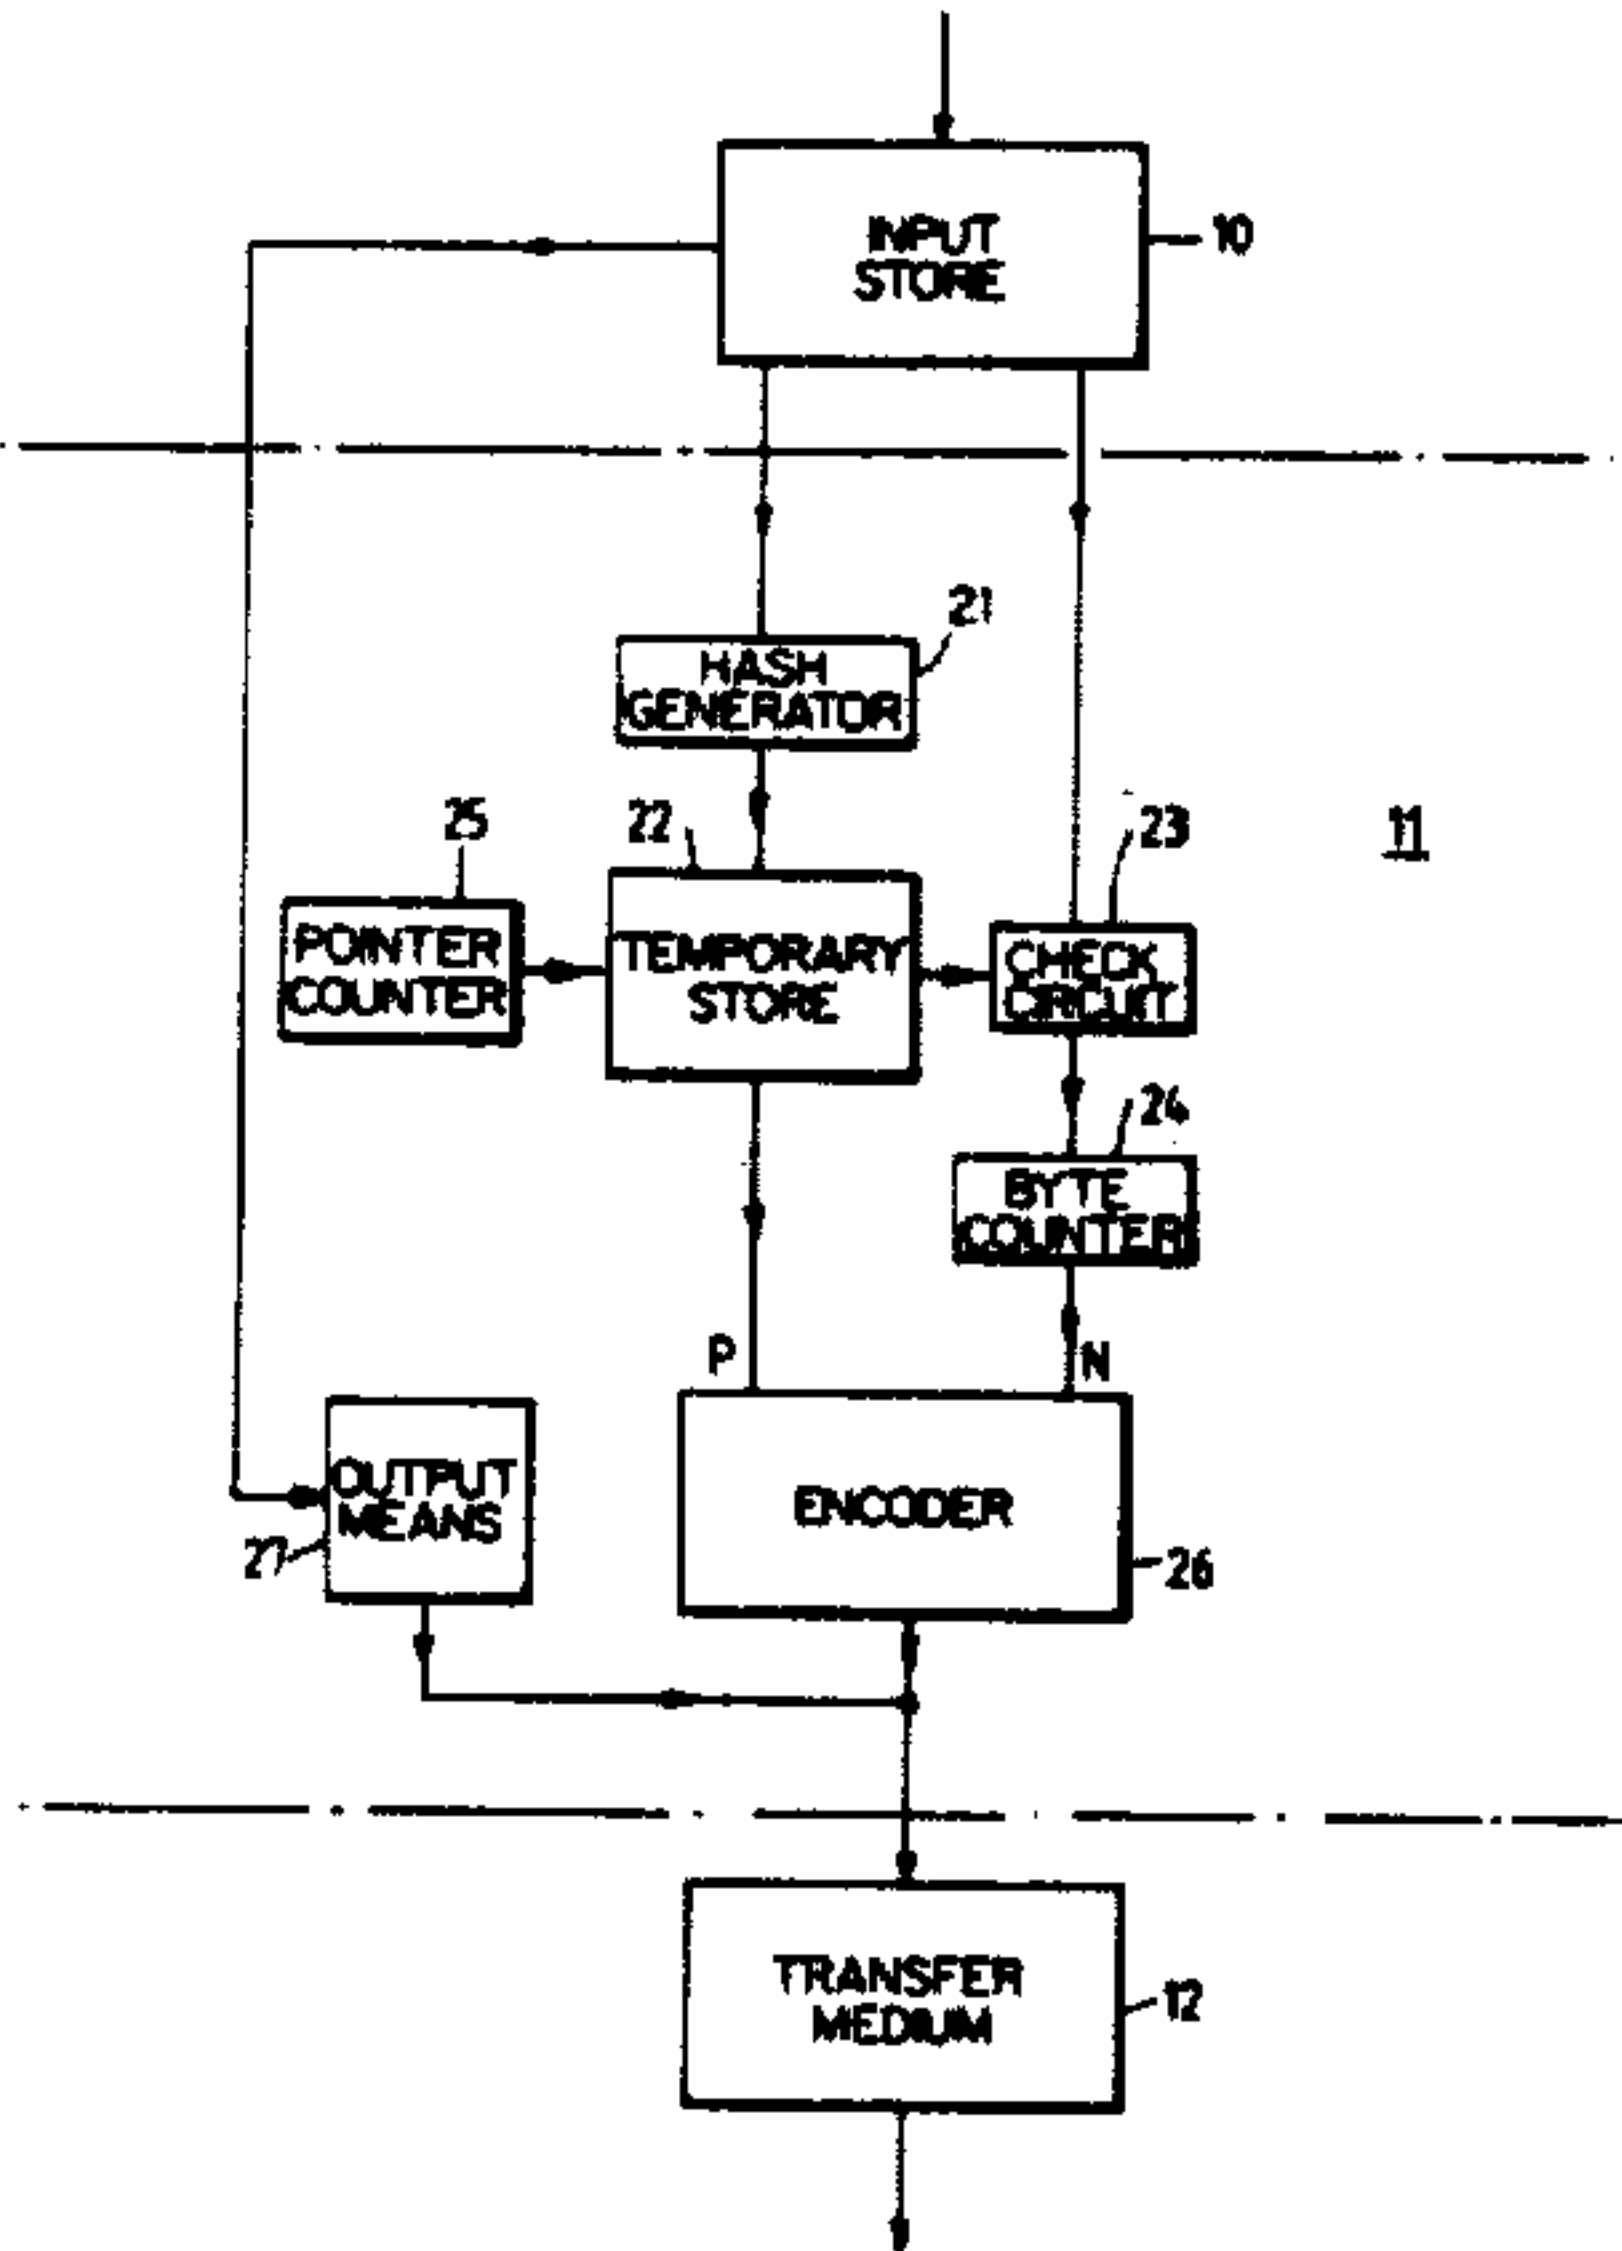 INPUT
STORE
10
21
HASH
GENERATOR
25
22
23
11
POINTER
COUNTER
TEMPORARY
STORE
CHECK
CIRCUIT
24
BYTE
COUNTER
P
N
OUTPUT
MEANS
27
ENCODER
26
TRANSFER
MEDIUM
12